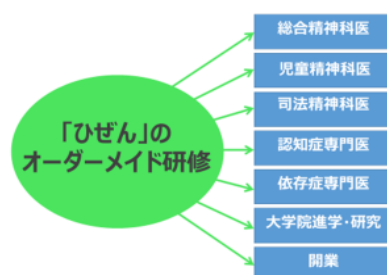 「ひぜん」の
オーダーメイド研修
総合精神科医
児童精神科医
司法精神科医
認知症専門医
依存症専門医
大学院進学・研究
開業